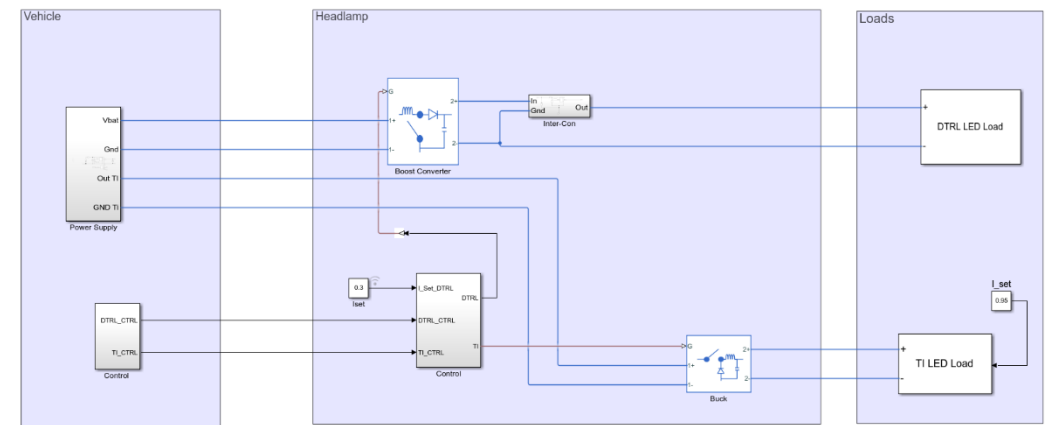 Vehicle
Headlamp
Loads
Vbat
Gnd
Out TI
GND Ti
Power Supply
DTRL_CTRL
TI_CTRL
Control
G
1+
1-
2+
2-
Boost Converter
In
Gnd
Out
Inter-Con
0.3
Iset
I_Set_DTRL
DTRL_CTRL
TI_CTRL
DTRL
TI
Control
G
1+
1-
2+
2-
Buck
+
-
DTRL LED Load
I_set
0.95
+
-
TI LED Load